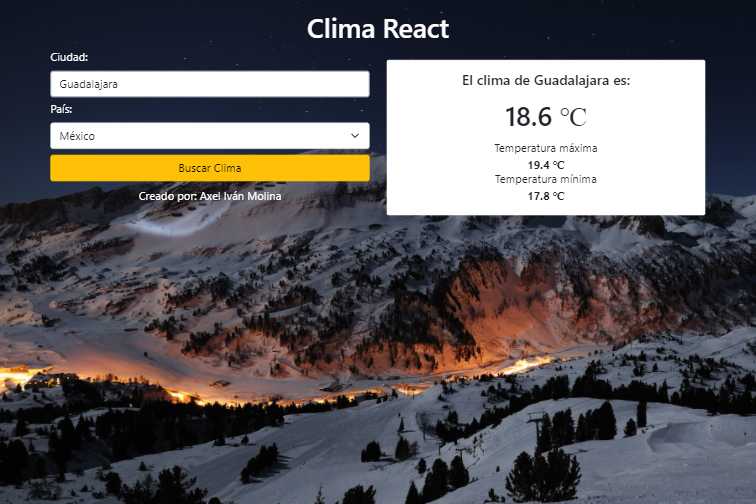 Clima React
Ciudad:
Guadalajara
País:
México
Buscar Clima
Creado por: Axel Iván Molina
El clima de Guadalajara es:
18.6 °C
Temperatura máxima
19.4 °C
Temperatura mínima
17.8 °C